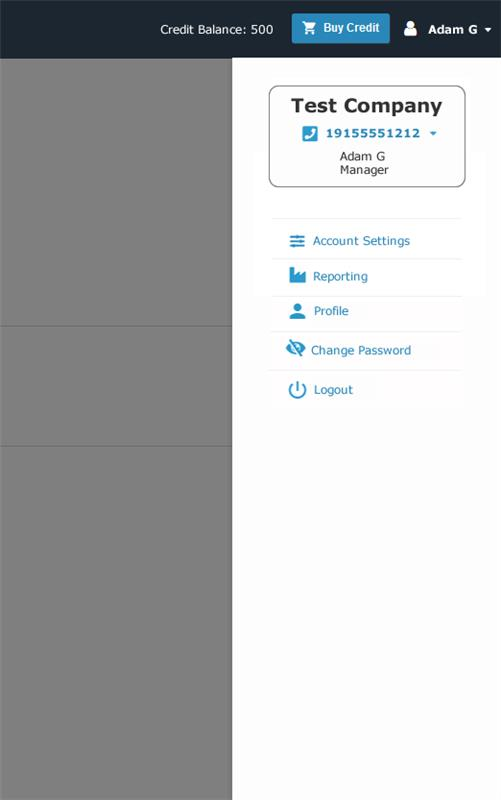 Credit Balance: 500
Buy Credit
Adam G
Test Company
19155551212
Adam G
Manager
Account Settings
Reporting
Profile
Change Password
Logout